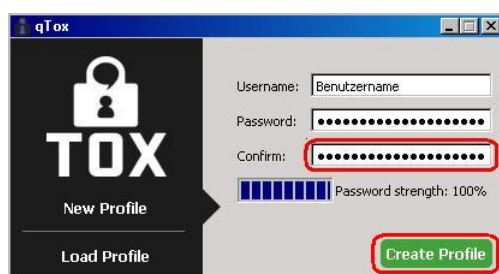 qTox
Username: Benutzername
Password: ••••••••••••••••••••
Confirm: ••••••••••••••••••••
Password strength: 100%
TOX
New Profile
Load Profile
Create Profile